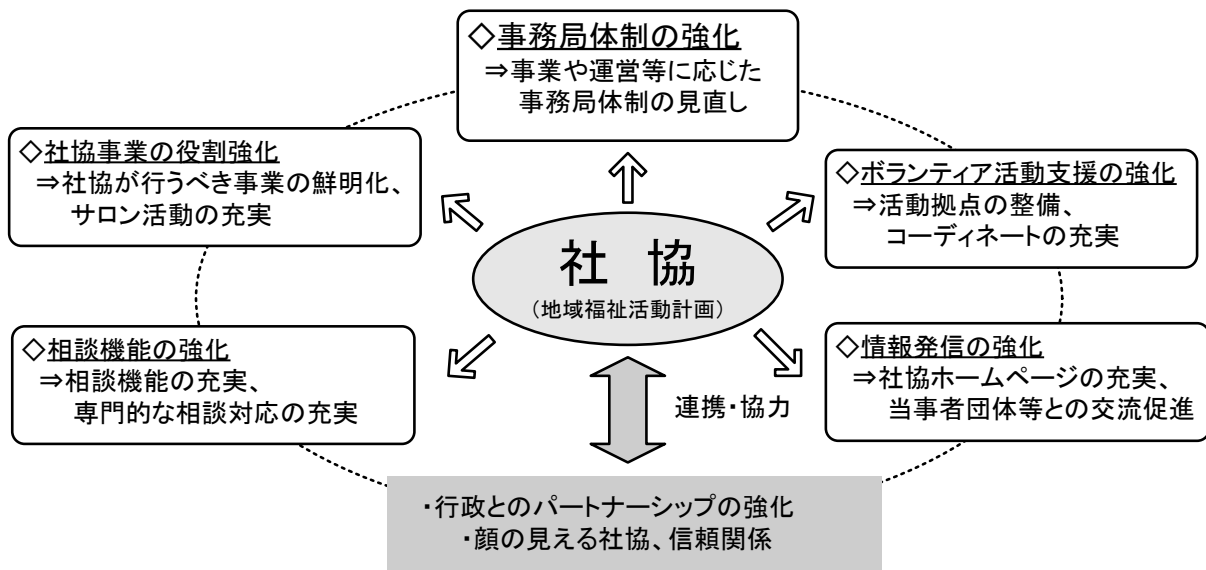 ◇事務局体制の強化
⇒事業や運営等に応じた
事務局体制の見直し
◇社協事業の役割強化
⇒社協が行うべき事業の鮮明化、
サロン活動の充実
◇ボランティア活動支援の強化
⇒活動拠点の整備、
コーディネートの充実
社 協
(地域福祉活動計画)
◇相談機能の強化
⇒相談機能の充実、
専門的な相談対応の充実
◇情報発信の強化
⇒社協ホームページの充実、
当事者団体等との交流促進
連携・協力
・行政とのパートナーシップの強化
・顔の見える社協、信頼関係